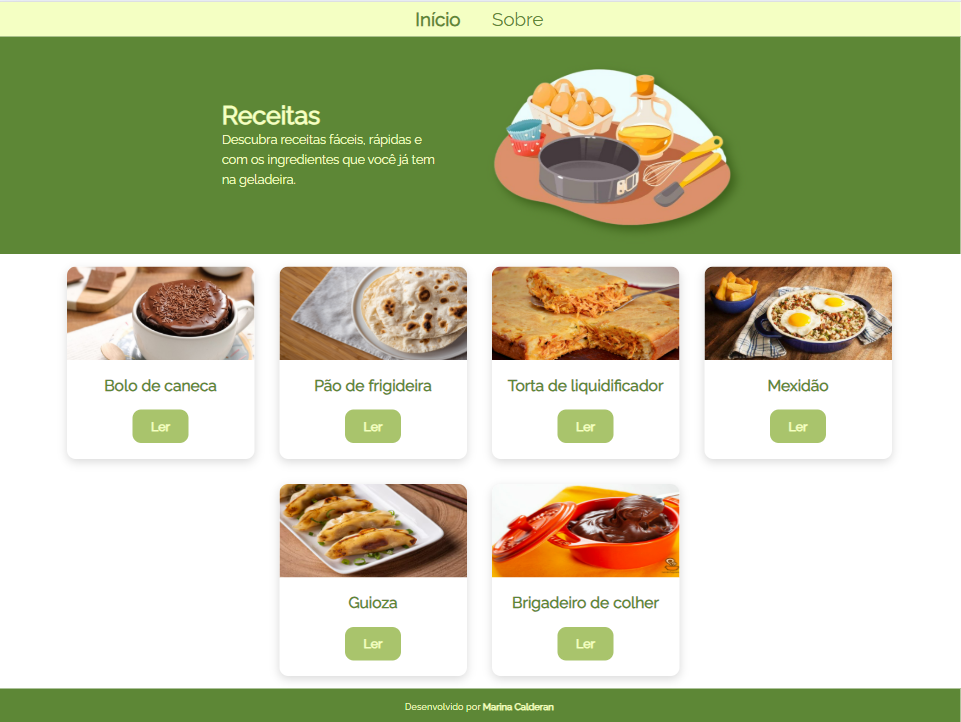 Início Sobre
Receitas
Descubra receitas fáceis, rápidas e
com os ingredientes que você já tem
na geladeira.
Bolo de caneca
Ler
Pão de frigideira
Ler
Torta de liquidificador
Ler
Mexidão
Ler
Guioza
Ler
Brigadeiro de colher
Ler
Desenvolvido por Marina Calderan